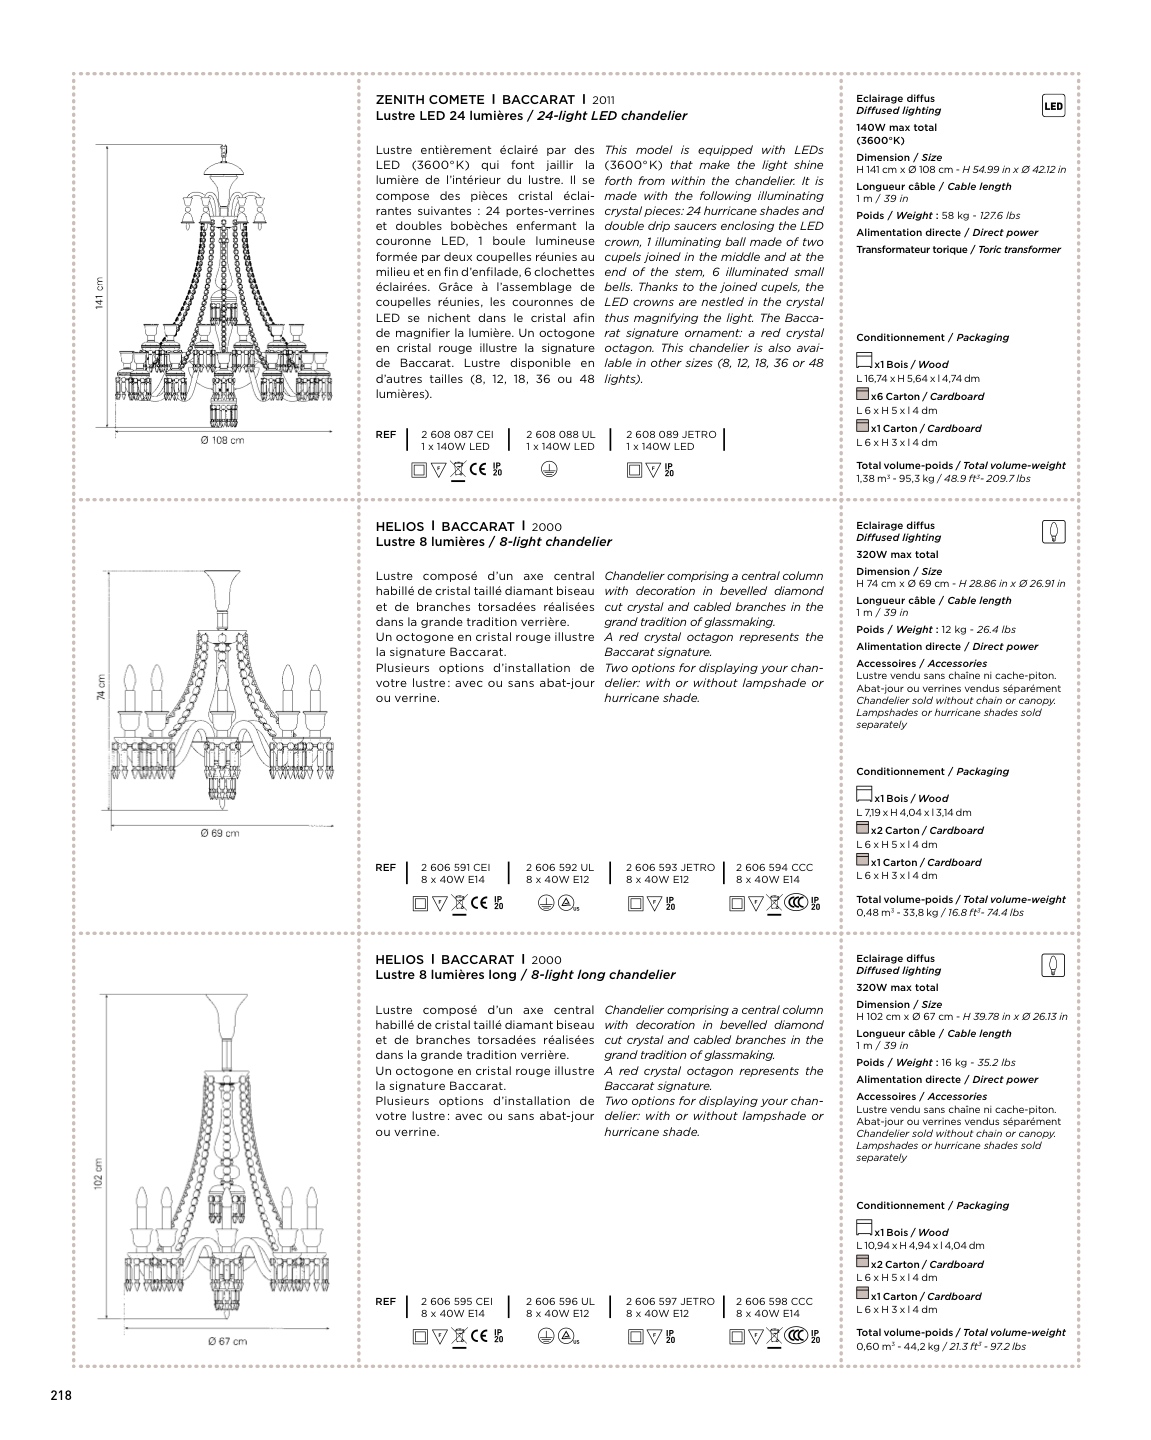 ZENITH COMETE I BACCARAT I 2011
Lustre LED 24 lumières / 24-light LED chandelier
Lustre entièrement éclairé par des
LED (3600°K) qui font jaillir la
lumière de l'intérieur du lustre. Il se
compose des pièces cristal éclai-
rantes suivantes : 24 portes-verrines
et doubles bobèches enfermant la
couronne LED, 1 boule lumineuse
formée par deux coupelles réunies au
milieu et en fin d'enfilade, 6 clochettes
éclairées. Grâce à l'assemblage de
coupelles réunies, les couronnes de
LED se nichent dans le cristal afin
de magnifier la lumière. Un octogone
en cristal rouge illustre la signature
de Baccarat. Lustre disponible en
d'autres tailles (8, 12, 18, 36 ou 48
lumières).
This model is equipped with LEDs
(3600°K) that make the light shine
forth from within the chandelier. It is
made with the following illuminating
crystal pieces: 24 hurricane shades and
double drip saucers enclosing the LED
crown, 1 illuminating ball made of two
cupels joined in the middle and at the
end of the stem, 6 illuminated small
bells. Thanks to the joined cupels, the
LED crowns are nestled in the crystal
thus magnifying the light. The Bacca-
rat signature ornament: a red crystal
octagon. This chandelier is also avai-
lable in other sizes (8, 12, 18, 36 or 48
lights).
141 cm
Ø 108 cm
REF
2 608 087 CEI
1 x 140W LED
2 608 088 UL
1 x 140W LED
2 608 089 JETRO
1 x 140W LED
F CE IP 20
F IP 20
Eclairage diffus
Diffused lighting
LED
140W max total
(3600°K)
Dimension / Size
H 141 cm x Ø 108 cm - H 54.99 in x Ø 42.12 in
Longueur câble / Cable length
1 m / 39 in
Poids / Weight : 58 kg - 127.6 lbs
Alimentation directe / Direct power
Transformateur torique / Toric transformer
Conditionnement / Packaging
x1 Bois / Wood
L 16,74 x H 5,64 x l 4,74 dm
x6 Carton / Cardboard
L 6 x H 5 x l 4 dm
x1 Carton / Cardboard
L 6 x H 3 x l 4 dm
Total volume-poids / Total volume-weight
1,38 m³ - 95,3 kg / 48.9 ft³- 209.7 lbs
HELIOS I BACCARAT I 2000
Lustre 8 lumières / 8-light chandelier
Lustre composé d'un axe central
habillé de cristal taillé diamant biseau
et de branches torsadées réalisées
dans la grande tradition verrière.
Un octogone en cristal rouge illustre
la signature Baccarat.
Plusieurs options d'installation de
votre lustre : avec ou sans abat-jour
ou verrine.
Chandelier comprising a central column
with decoration in bevelled diamond
cut crystal and cabled branches in the
grand tradition of glassmaking.
A red crystal octagon represents the
Baccarat signature.
Two options for displaying your chan-
delier: with or without lampshade or
hurricane shade.
74 cm
Ø 69 cm
REF
2 606 591 CEI
8 x 40W E14
2 606 592 UL
8 x 40W E12
2 606 593 JETRO
8 x 40W E12
2 606 594 CCC
8 x 40W E14
F CE IP 20
US
F IP 20
F CCC IP 20
Eclairage diffus
Diffused lighting
320W max total
Dimension / Size
H 74 cm x Ø 69 cm - H 28.86 in x Ø 26.91 in
Longueur câble / Cable length
1 m / 39 in
Poids / Weight : 12 kg - 26.4 lbs
Alimentation directe / Direct power
Accessoires / Accessories
Lustre vendu sans chaîne ni cache-piton.
Abat-jour ou verrines vendus séparément
Chandelier sold without chain or canopy.
Lampshades or hurricane shades sold
separately
Conditionnement / Packaging
x1 Bois / Wood
L 7,19 x H 4,04 x l 3,14 dm
x2 Carton / Cardboard
L 6 x H 5 x l 4 dm
x1 Carton / Cardboard
L 6 x H 3 x l 4 dm
Total volume-poids / Total volume-weight
0,48 m³ - 33,8 kg / 16.8 ft³- 74.4 lbs
HELIOS I BACCARAT I 2000
Lustre 8 lumières long / 8-light long chandelier
Lustre composé d'un axe central
habillé de cristal taillé diamant biseau
et de branches torsadées réalisées
dans la grande tradition verrière.
Un octogone en cristal rouge illustre
la signature Baccarat.
Plusieurs options d'installation de
votre lustre : avec ou sans abat-jour
ou verrine.
Chandelier comprising a central column
with decoration in bevelled diamond
cut crystal and cabled branches in the
grand tradition of glassmaking.
A red crystal octagon represents the
Baccarat signature.
Two options for displaying your chan-
delier: with or without lampshade or
hurricane shade.
102 cm
Ø 67 cm
REF
2 606 595 CEI
8 x 40W E14
2 606 596 UL
8 x 40W E12
2 606 597 JETRO
8 x 40W E12
2 606 598 CCC
8 x 40W E14
F CE IP 20
US
F IP 20
F CCC IP 20
Eclairage diffus
Diffused lighting
320W max total
Dimension / Size
H 102 cm x Ø 67 cm - H 39.78 in x Ø 26.13 in
Longueur câble / Cable length
1 m / 39 in
Poids / Weight : 16 kg - 35.2 lbs
Alimentation directe / Direct power
Accessoires / Accessories
Lustre vendu sans chaîne ni cache-piton.
Abat-jour ou verrines vendus séparément
Chandelier sold without chain or canopy.
Lampshades or hurricane shades sold
separately
Conditionnement / Packaging
x1 Bois / Wood
L 10,94 x H 4,94 x l 4,04 dm
x2 Carton / Cardboard
L 6 x H 5 x l 4 dm
x1 Carton / Cardboard
L 6 x H 3 x l 4 dm
Total volume-poids / Total volume-weight
0,60 m³ - 44,2 kg / 21.3 ft³ - 97.2 lbs
218